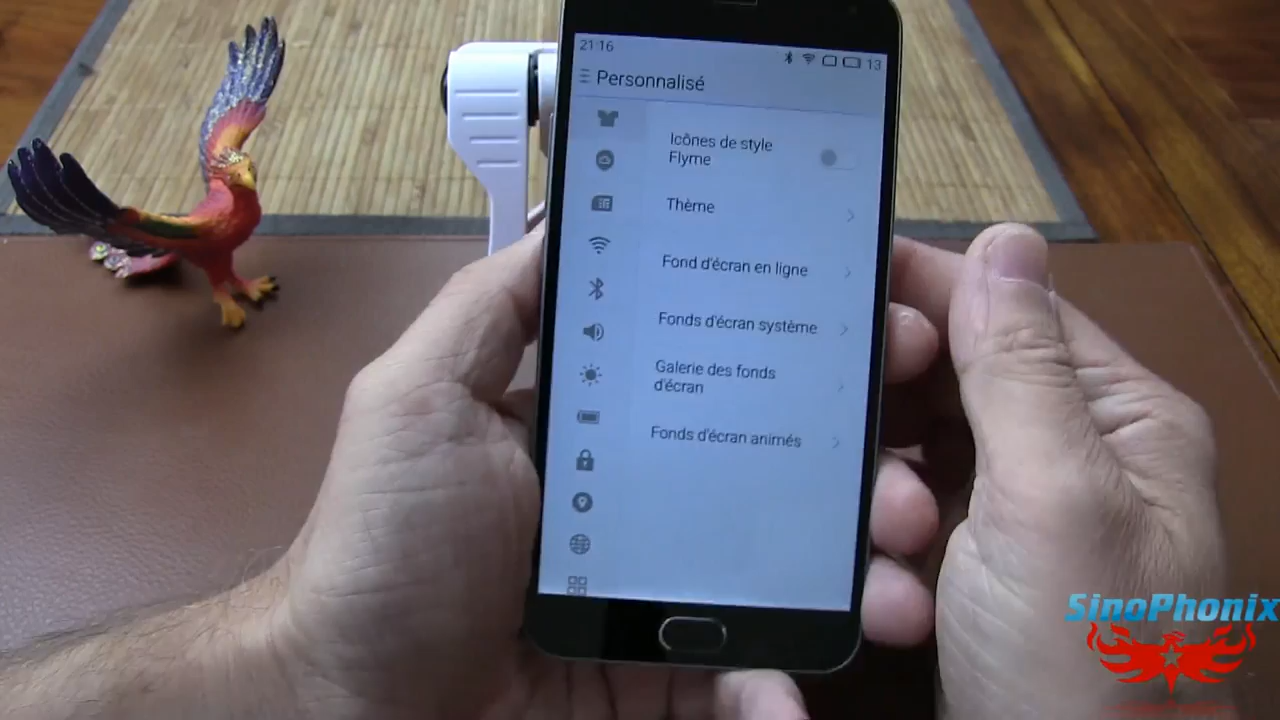 21:16
13
Personnalisé
Icônes de style
Flyme
Thème
Fond d'écran en ligne
Fonds d'écran système
Galerie des fonds
d'écran
Fonds d'écran animés
SinoPhonix